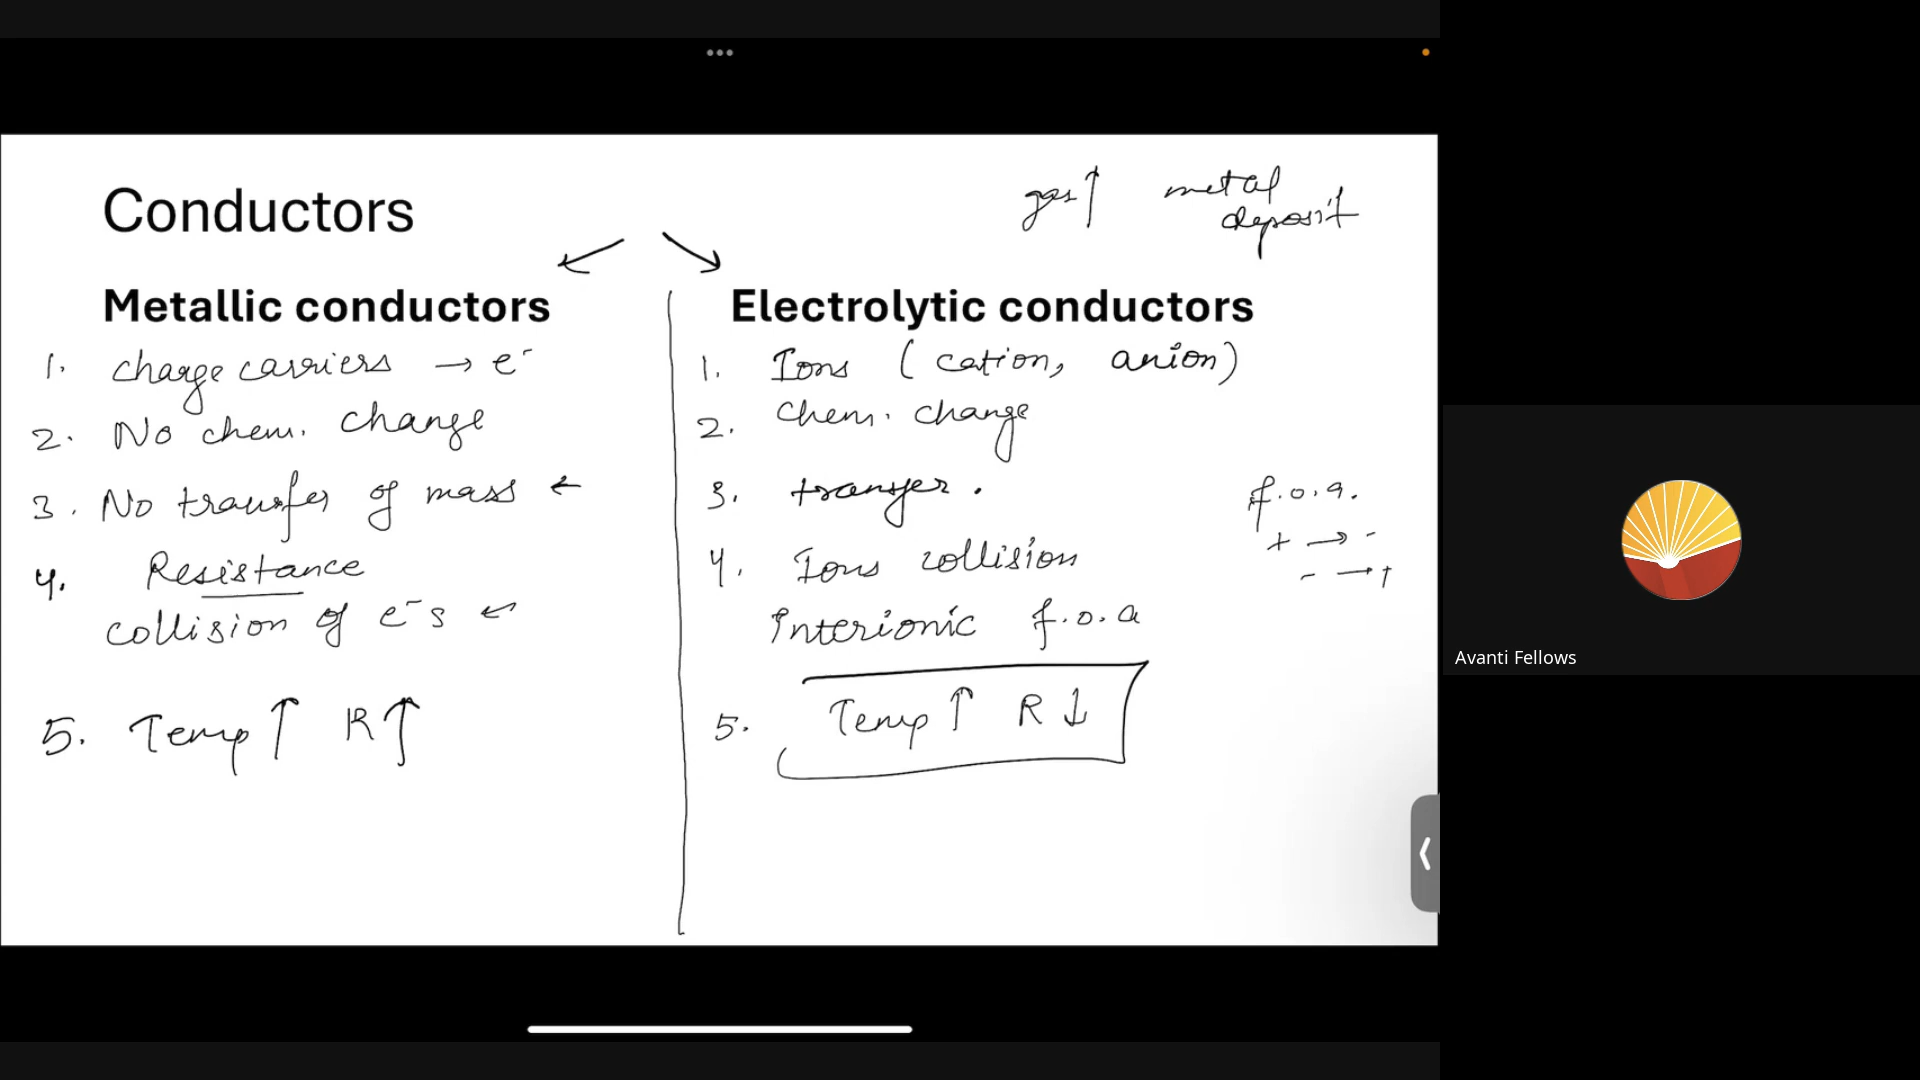 Conductors
gas↑ metal deposit
Metallic conductors
1. charge carriers → e⁻
2. No chem. change
3. No transfer of mass ←
4. Resistance
collision of e⁻s ←
5. Temp ↑ R ↑
Electrolytic conductors
1. Ions ( cation, anion)
2. Chem. change
3. transfer.
4. Ions collision
Interionic f.o.a
5. Temp ↑ R ↓
f.o.a.
+ → -
- → +
Avanti Fellows